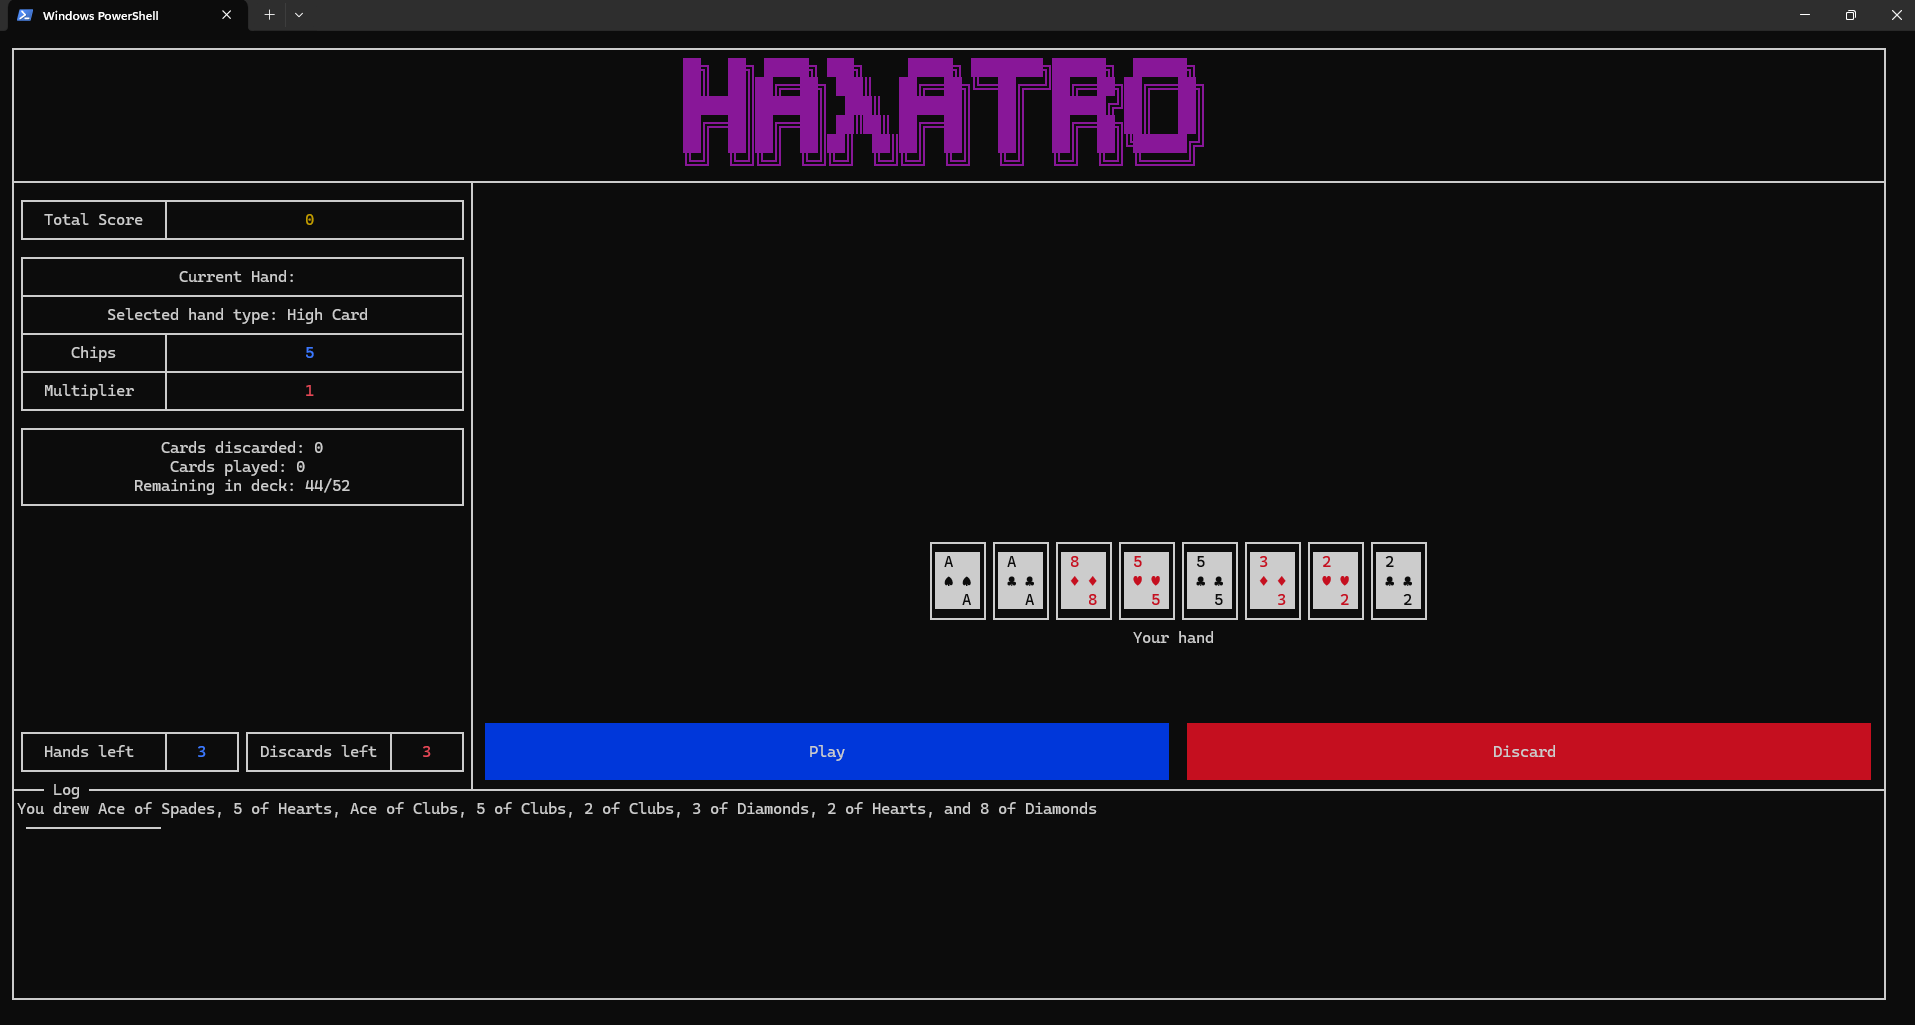 Windows PowerShell
HAXATRO
Total Score 0
Current Hand:
Selected hand type: High Card
Chips 5
Multiplier 1
Cards discarded: 0
Cards played: 0
Remaining in deck: 44/52
A A 8 5 5 3 2 2
♠ ♠ ♣ ♣ ♦ ♦ ♥ ♥ ♣ ♣ ♦ ♦ ♥ ♥ ♣ ♣
A A 8 5 5 3 2 2
Your hand
Hands left 3 Discards left 3
Play Discard
Log
You drew Ace of Spades, 5 of Hearts, Ace of Clubs, 5 of Clubs, 2 of Clubs, 3 of Diamonds, 2 of Hearts, and 8 of Diamonds